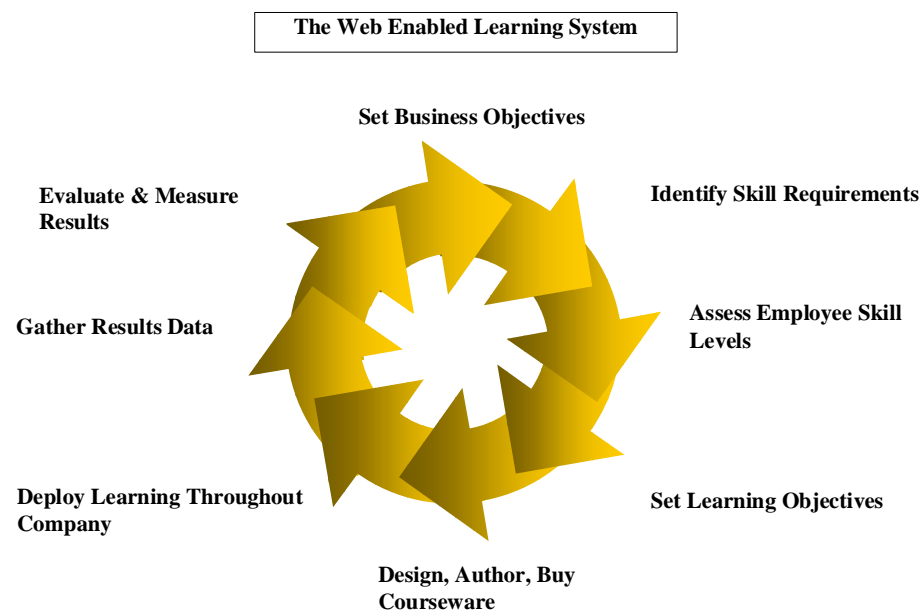 The Web Enabled Learning System
Set Business Objectives
Identify Skill Requirements
Assess Employee Skill
Levels
Set Learning Objectives
Design, Author, Buy
Courseware
Deploy Learning Throughout
Company
Gather Results Data
Evaluate & Measure
Results